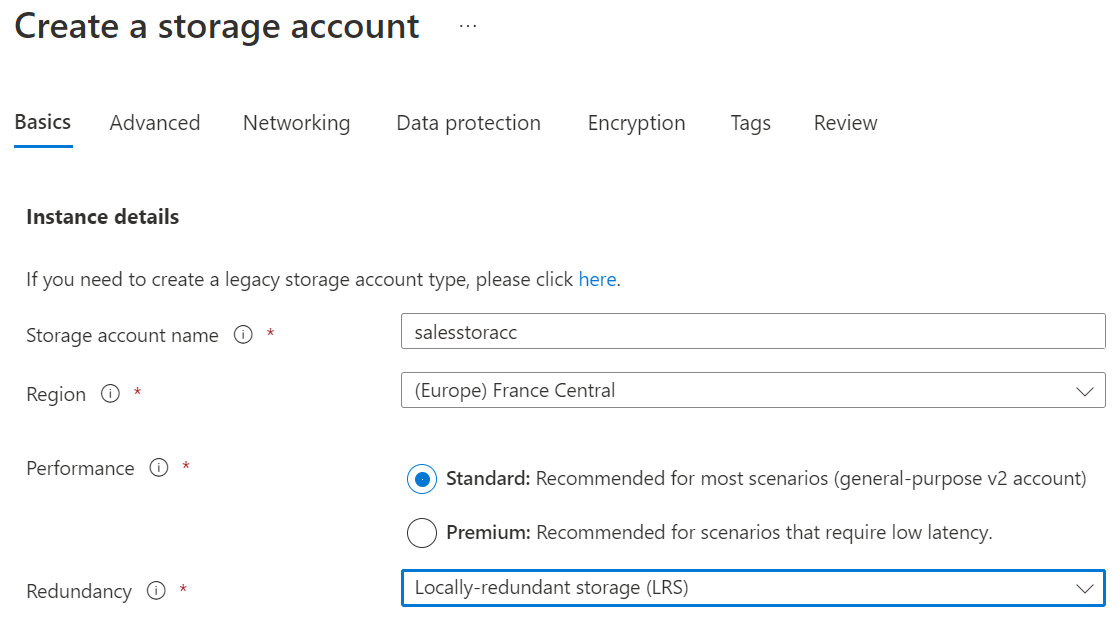 Create a storage account ...
Basics Advanced Networking Data protection Encryption Tags Review
Instance details
If you need to create a legacy storage account type, please click here.
Storage account name * salesstoracc
Region * (Europe) France Central
Performance * Standard: Recommended for most scenarios (general-purpose v2 account)
Premium: Recommended for scenarios that require low latency.
Redundancy * Locally-redundant storage (LRS)